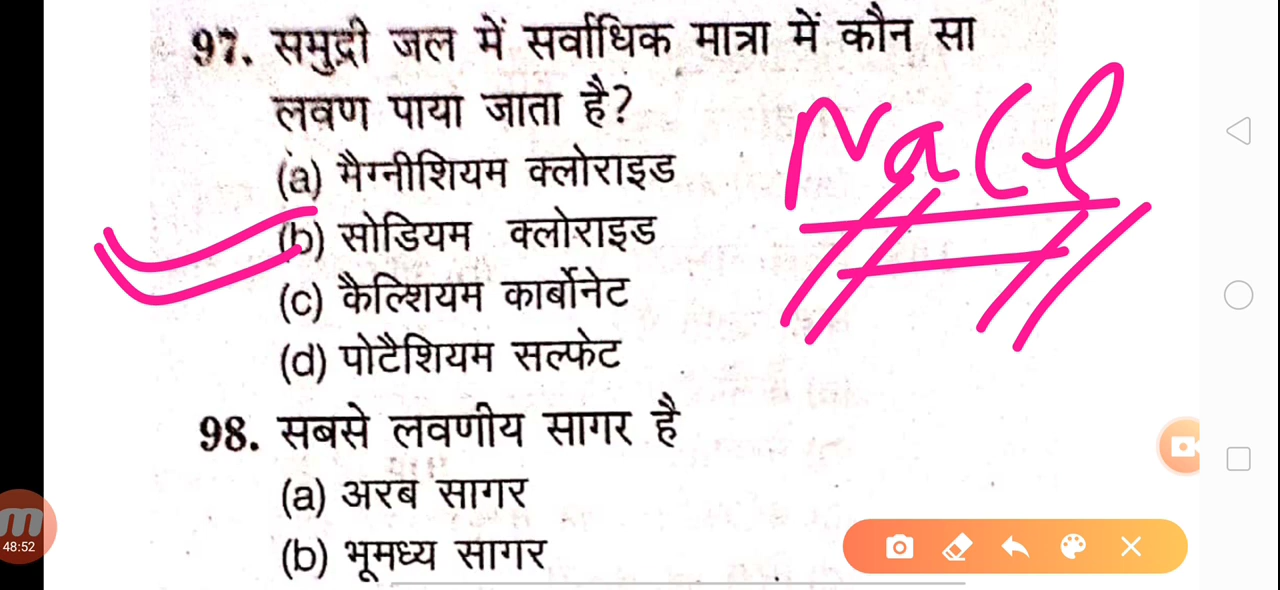 97. समुद्री जल में सर्वाधिक मात्रा में कौन सा
लवण पाया जाता है?
(a) मैग्नीशियम क्लोराइड
(b) सोडियम क्लोराइड
(c) कैल्शियम कार्बोनेट
(d) पोटैशियम सल्फेट
NaCl
98. सबसे लवणीय सागर है
(a) अरब सागर
(b) भूमध्य सागर
m
48:52